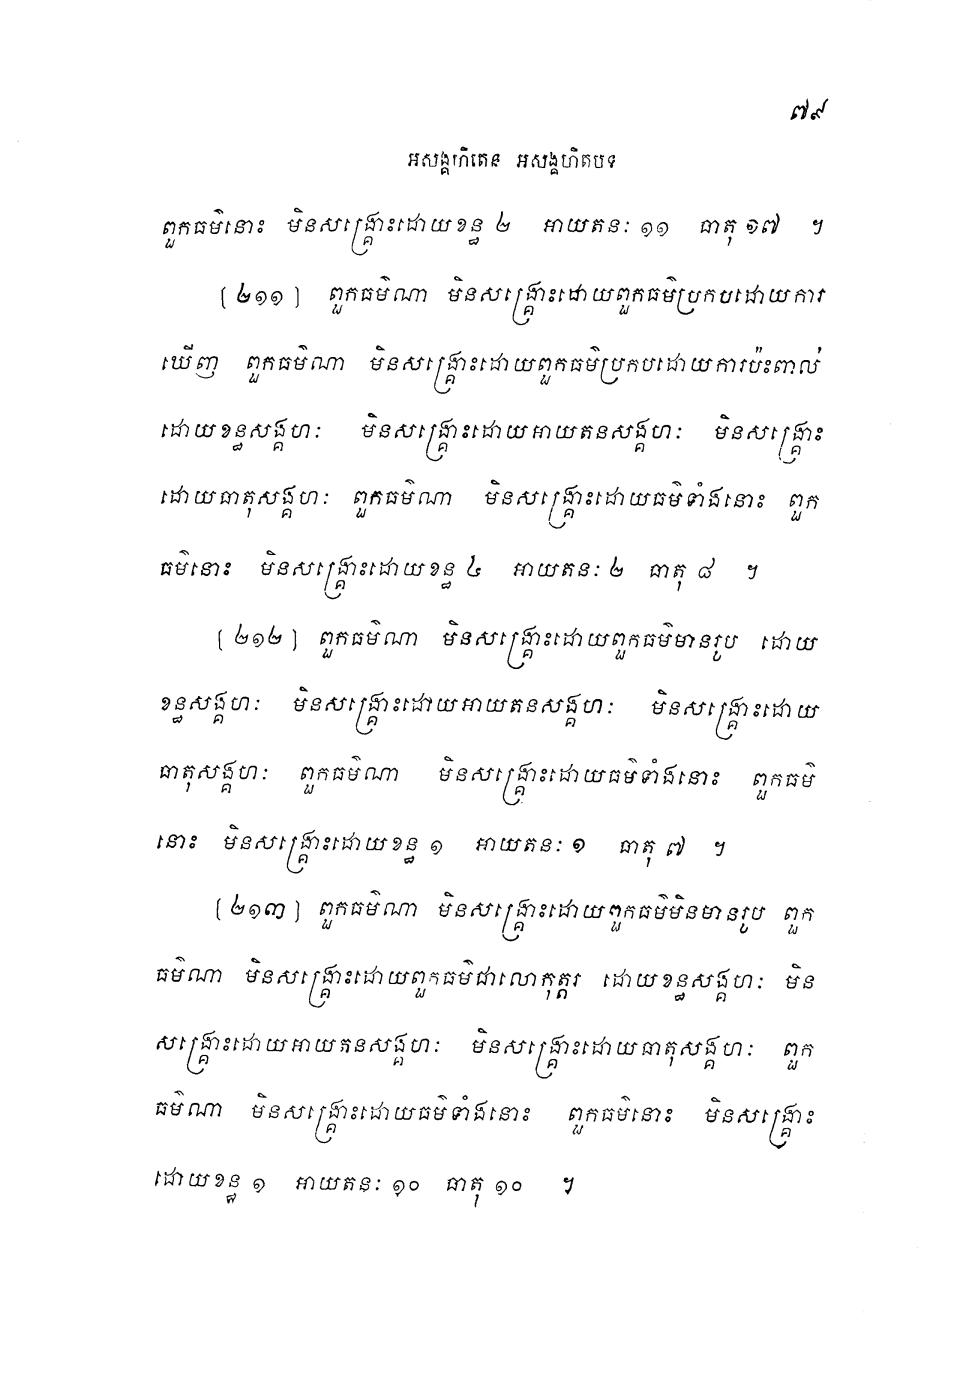 ៧៩
អសង្គហិតេន អសង្គហិតបទ
ពួកធម៌នោះ មិនសង្គ្រោះដោយខន្ធ ២ អាយតនៈ ១១ ធាតុ ១៧ ។
[២១១] ពួកធម៌ណា មិនសង្គ្រោះដោយពួកធម៌ប្រកបដោយការ
ឃើញ ពួកធម៌ណា មិនសង្គ្រោះដោយពួកធម៌ប្រកបដោយការប៉ះពាល់
ដោយខន្ធសង្គហៈ មិនសង្គ្រោះដោយអាយតនសង្គហៈ មិនសង្គ្រោះ
ដោយធាតុសង្គហៈ ពួកធម៌ណា មិនសង្គ្រោះដោយធម៌ទាំងនោះ ពួក
ធម៌នោះ មិនសង្គ្រោះដោយខន្ធ ៤ អាយតនៈ ២ ធាតុ ៨ ។
[២១២] ពួកធម៌ណា មិនសង្គ្រោះដោយពួកធម៌មានរូប ដោយ
ខន្ធសង្គហៈ មិនសង្គ្រោះដោយអាយតនសង្គហៈ មិនសង្គ្រោះដោយ
ធាតុសង្គហៈ ពួកធម៌ណា មិនសង្គ្រោះដោយធម៌ទាំងនោះ ពួកធម៌
នោះ មិនសង្គ្រោះដោយខន្ធ ១ អាយតនៈ ១ ធាតុ ៧ ។
[២១៣] ពួកធម៌ណា មិនសង្គ្រោះដោយពួកធម៌មិនមានរូប ពួក
ធម៌ណា មិនសង្គ្រោះដោយពួកធម៌ជាលោកុត្តរ ដោយខន្ធសង្គហៈ មិន
សង្គ្រោះដោយអាយតនសង្គហៈ មិនសង្គ្រោះដោយធាតុសង្គហៈ ពួក
ធម៌ណា មិនសង្គ្រោះដោយធម៌ទាំងនោះ ពួកធម៌នោះ មិនសង្គ្រោះ
ដោយខន្ធ ១ អាយតនៈ ១០ ធាតុ ១០ ។